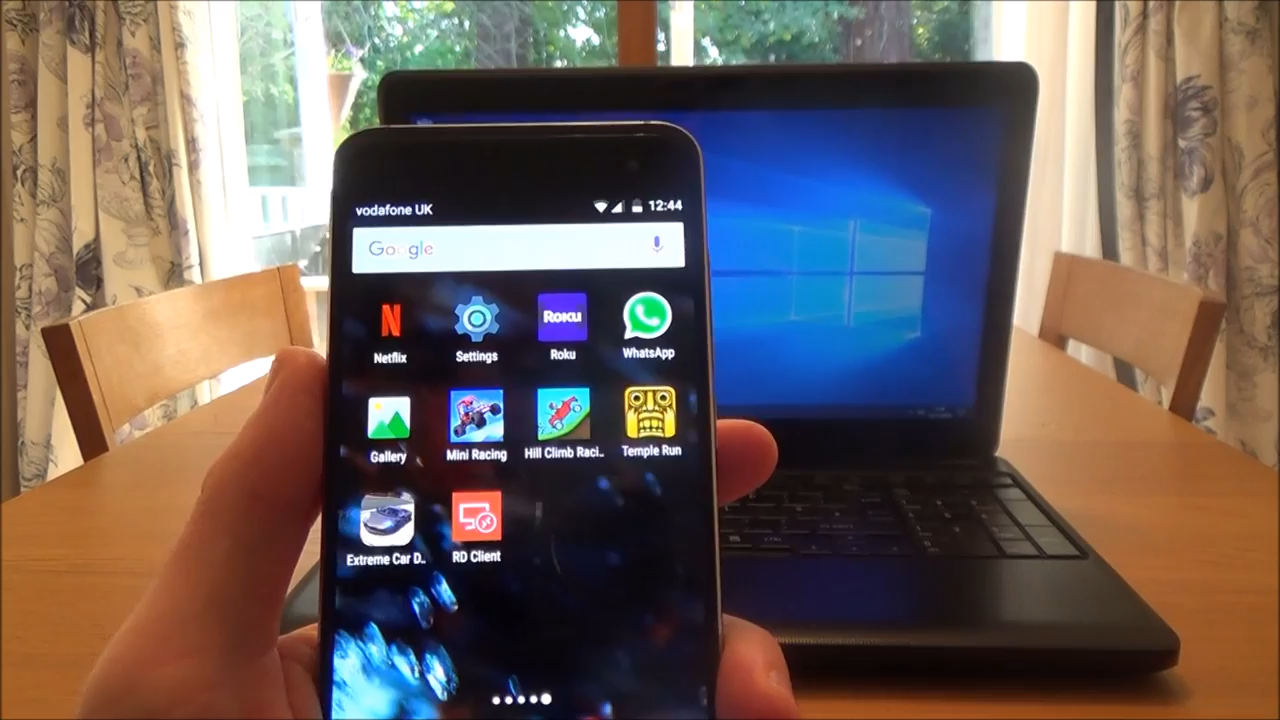 vodafone UK 12:44
Google
Netflix Settings Roku WhatsApp
Gallery Mini Racing Hill Climb Raci.. Temple Run
Extreme Car D.. RD Client